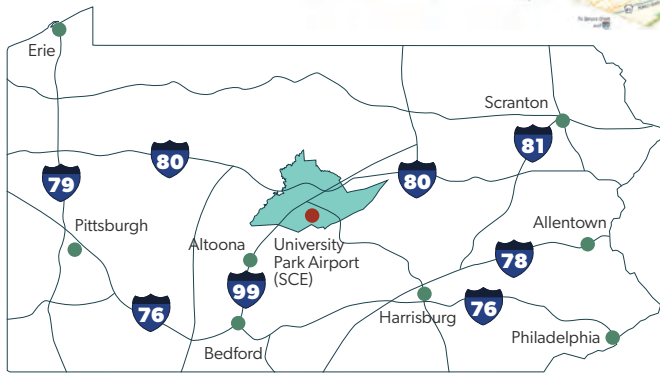 Erie
Scranton
80
81
79
80
Pittsburgh
Allentown
Altoona
University
Park Airport
(SCE)
78
99
76
Harrisburg
76
Bedford
Philadelphia